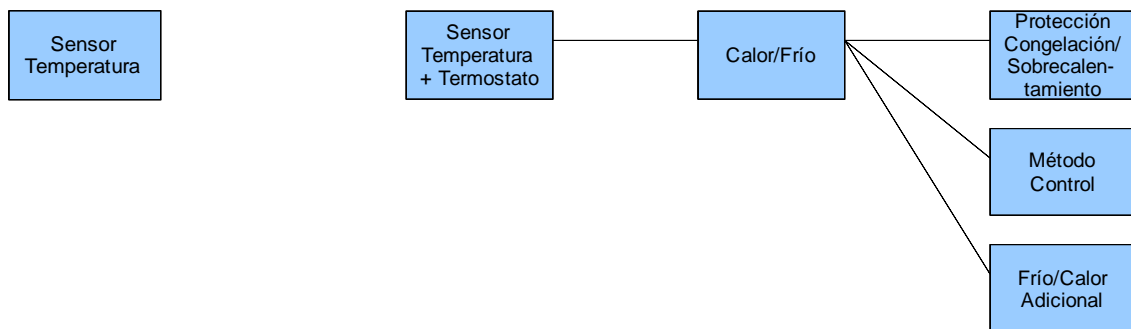 Sensor
Temperatura
Sensor
Temperatura
+ Termostato
Calor/Frío
Protección
Congelación/
Sobrecalen-
tamiento
Método
Control
Frío/Calor
Adicional